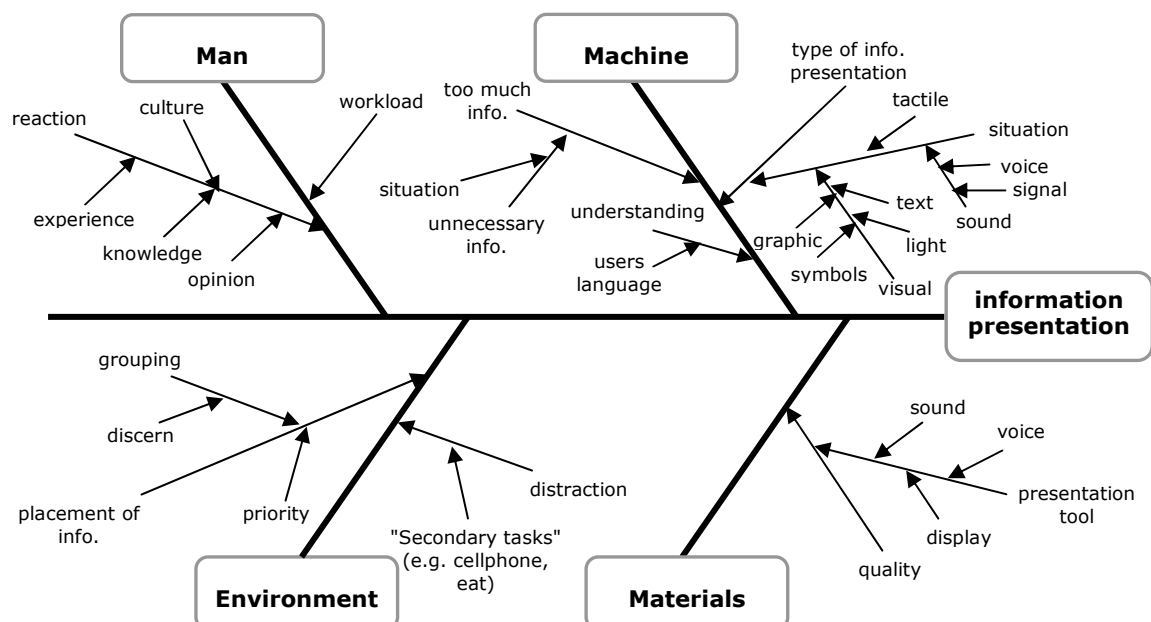 Man
Machine
type of info.
presentation
too much
info.
workload
culture
reaction
tactile
situation
voice
signal
sound
text
light
graphic
symbols
visual
situation
unnecessary
info.
understanding
users
language
experience
knowledge
opinion
information
presentation
grouping
discern
placement of
info.
priority
distraction
"Secondary tasks"
(e.g. cellphone,
eat)
sound
voice
presentation
tool
display
quality
Environment
Materials